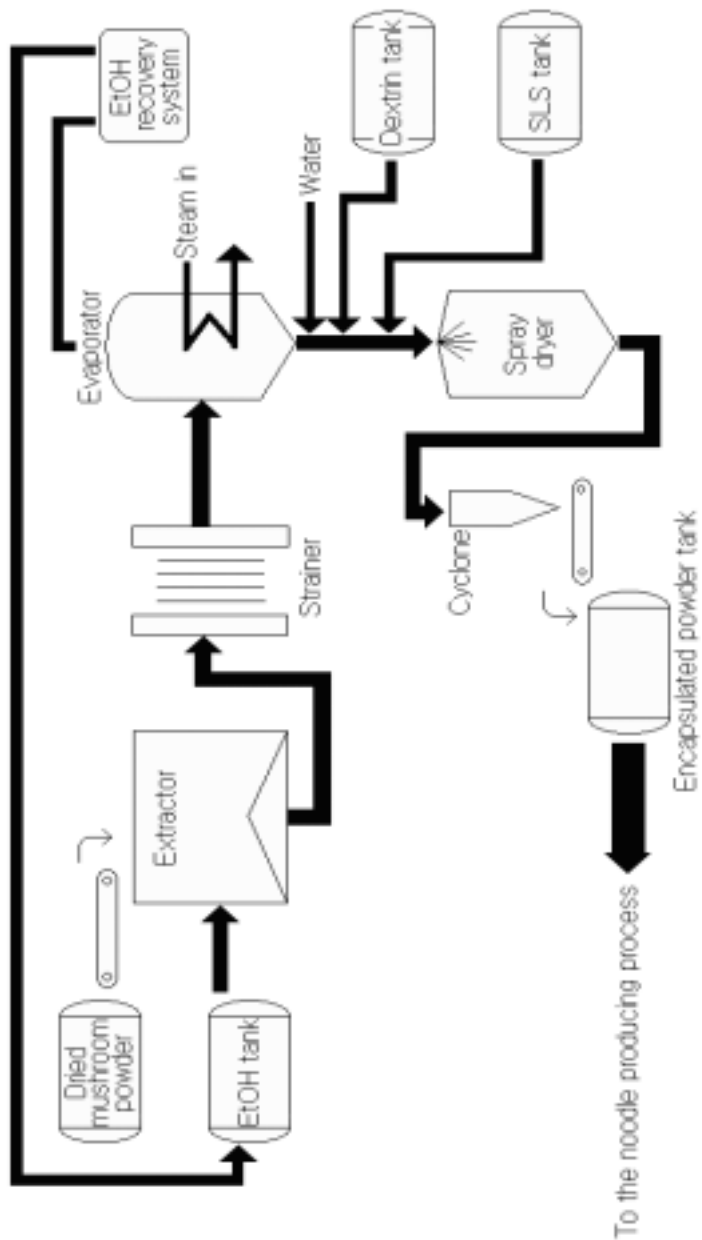 EtOH
recovery
system
Dextrin tank
SLS tank
Water
Steam in
Evaporator
Spray
dryer
Strainer
Cyclone
Extractor
Encapsulated powder tank
Dried
mushroom
powder
EtOH tank
To the noodle producing process